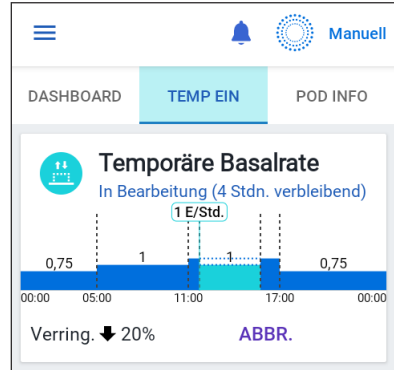 Manuell
DASHBOARD TEMP EIN POD INFO
Temporäre Basalrate
In Bearbeitung (4 Stdn. verbleibend)
1 E/Std.
0,75 1 1 0,75
00:00 05:00 11:00 17:00 00:00
Verring. 20% ABBR.